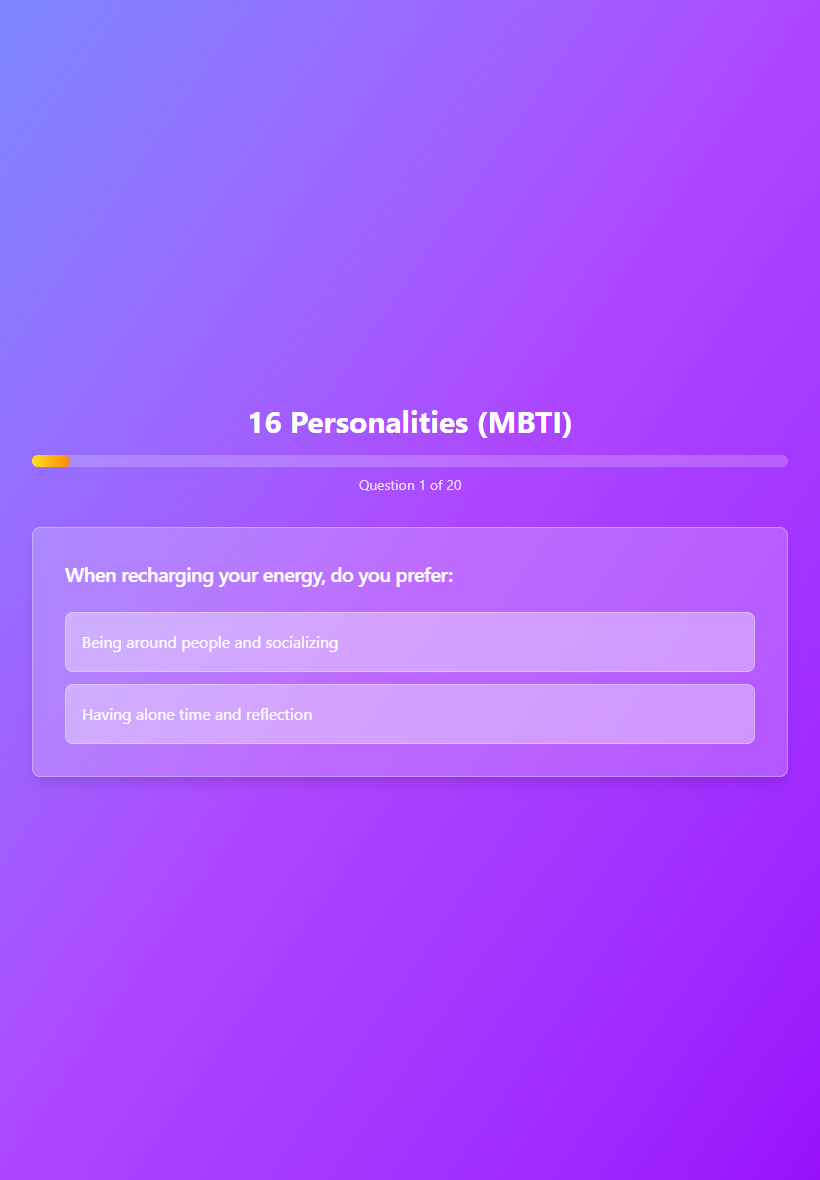 16 Personalities (MBTI)
Question 1 of 20
When recharging your energy, do you prefer:
Being around people and socializing
Having alone time and reflection